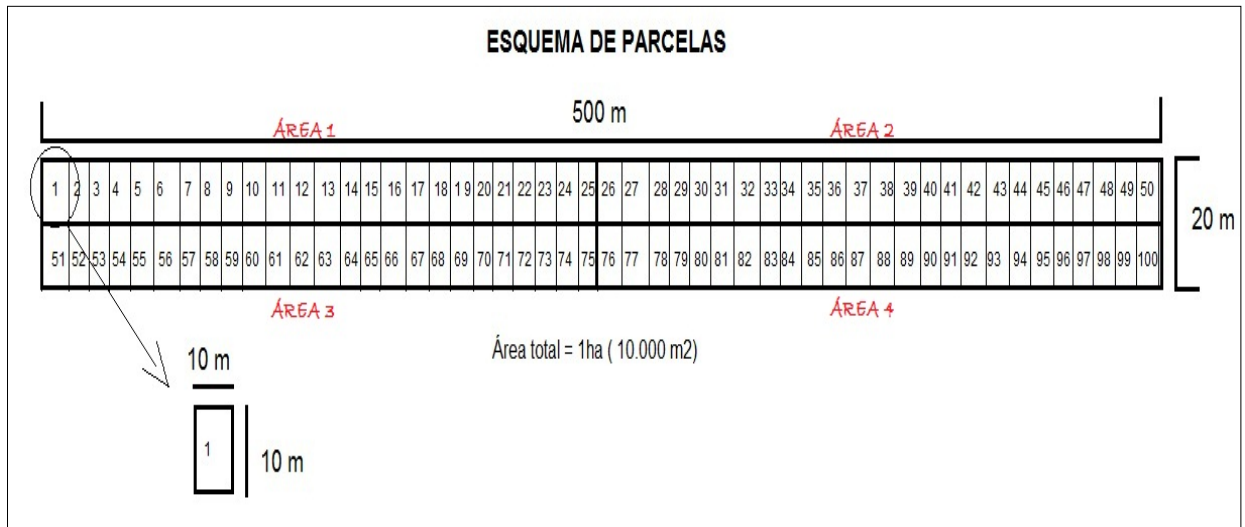 ESQUEMA DE PARCELAS
500 m
ÁREA 1 ÁREA 2
1 2 3 4 5 6 7 8 9 10 11 12 13 14 15 16 17 18 19 20 21 22 23 24 25 26 27 28 29 30 31 32 33 34 35 36 37 38 39 40 41 42 43 44 45 46 47 48 49 50
20 m
51 52 53 54 55 56 57 58 59 60 61 62 63 64 65 66 67 68 69 70 71 72 73 74 75 76 77 78 79 80 81 82 83 84 85 86 87 88 89 90 91 92 93 94 95 96 97 98 99 100
ÁREA 3 ÁREA 4
Área total = 1ha ( 10.000 m2)
10 m
1
10 m